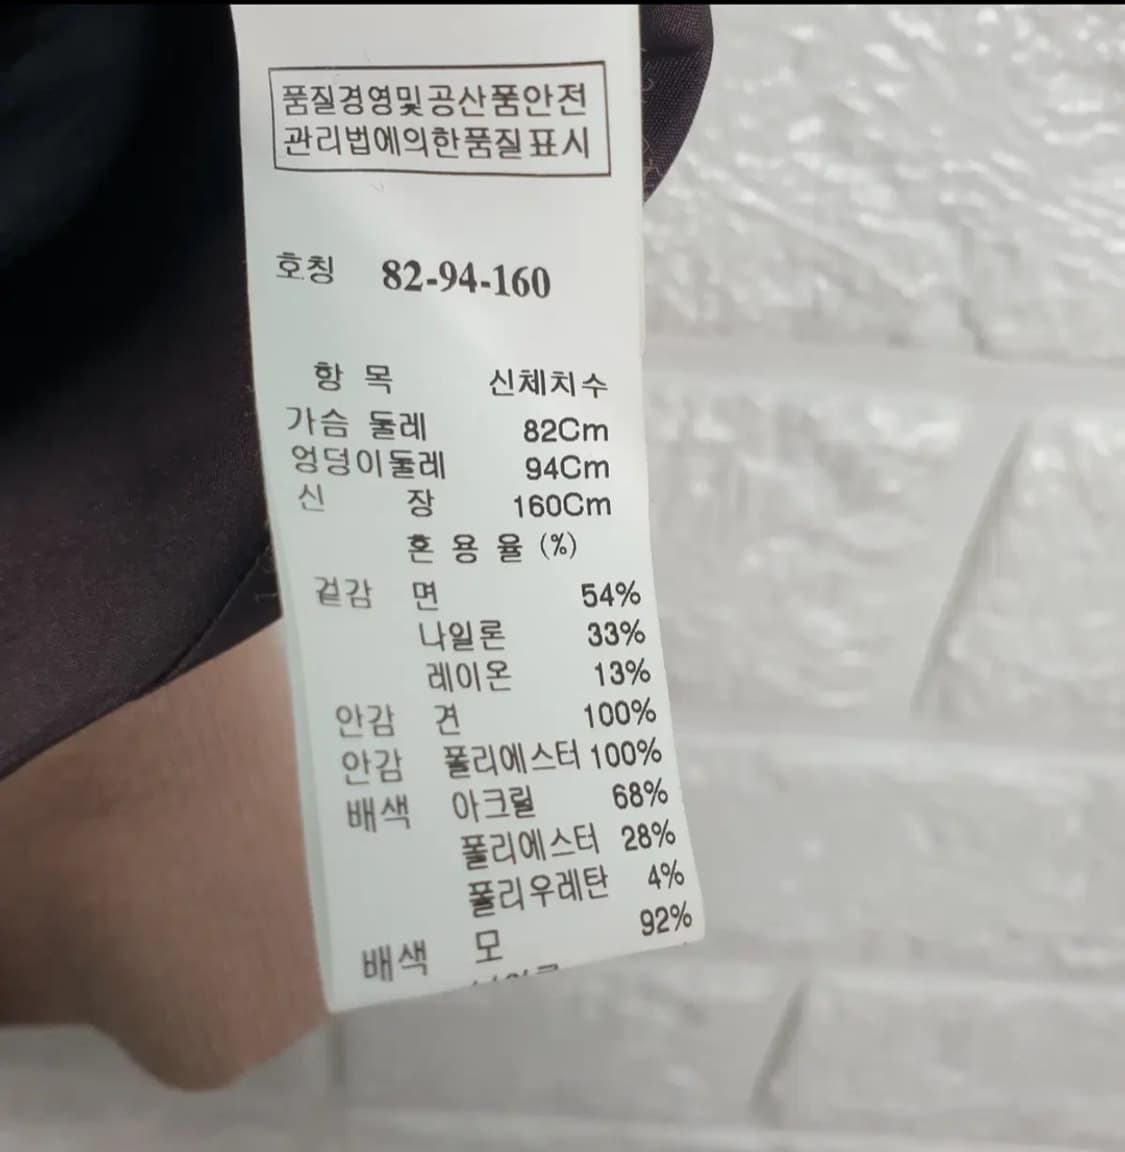 품질경영및공산품안전
관리법에의한품질표시
호칭 82-94-160
항 목 신체치수
가슴 둘레 82Cm
엉덩이둘레 94Cm
신 장 160Cm
혼 용 율 (%)
겉감 면 54%
나일론 33%
레이온 13%
안감 견 100%
안감 폴리에스터 100%
배색 아크릴 68%
폴리에스터 28%
폴리우레탄 4%
배색 모 92%